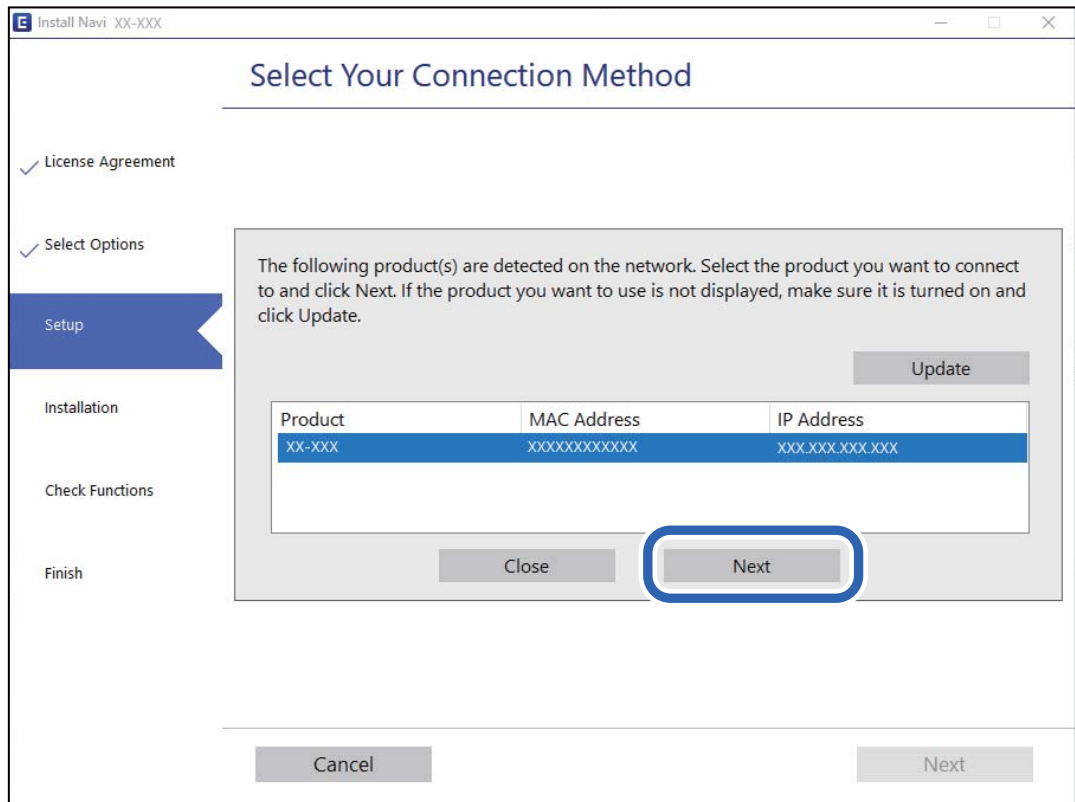 E Install Navi XX-XXX
Select Your Connection Method
License Agreement
Select Options
Setup
Installation
Check Functions
Finish
The following product(s) are detected on the network. Select the product you want to connect
to and click Next. If the product you want to use is not displayed, make sure it is turned on and
click Update.
Update
Product MAC Address IP Address
XX-XXX XXXXXXXXXXXX XXX.XXX.XXX.XXX
Close Next
Cancel Next